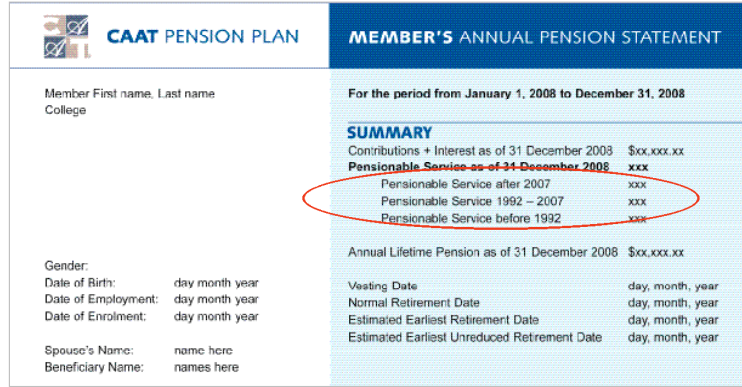 CAAT PENSION PLAN
MEMBER'S ANNUAL PENSION STATEMENT
Member First name, Last name
College
Gender:
Date of Birth: day month year
Date of Employment: day month year
Date of Enrolment: day month year
Spouse's Name: name here
Beneficiary Name: names here
For the period from January 1, 2008 to December 31, 2008
SUMMARY
Contributions + Interest as of 31 December 2008 $xx,xxx.xx
Pensionable Service as of 31 December 2008 xxx
Pensionable Service after 2007 xxx
Pensionable Service 1992 – 2007 xxx
Pensionable Service before 1992 xxx
Annual Lifetime Pension as of 31 December 2008 $xx,xxx.xx
Vesting Date day, month, year
Normal Retirement Date day, month, year
Estimated Earliest Retirement Date day, month, year
Estimated Earliest Unreduced Retirement Date day, month, year